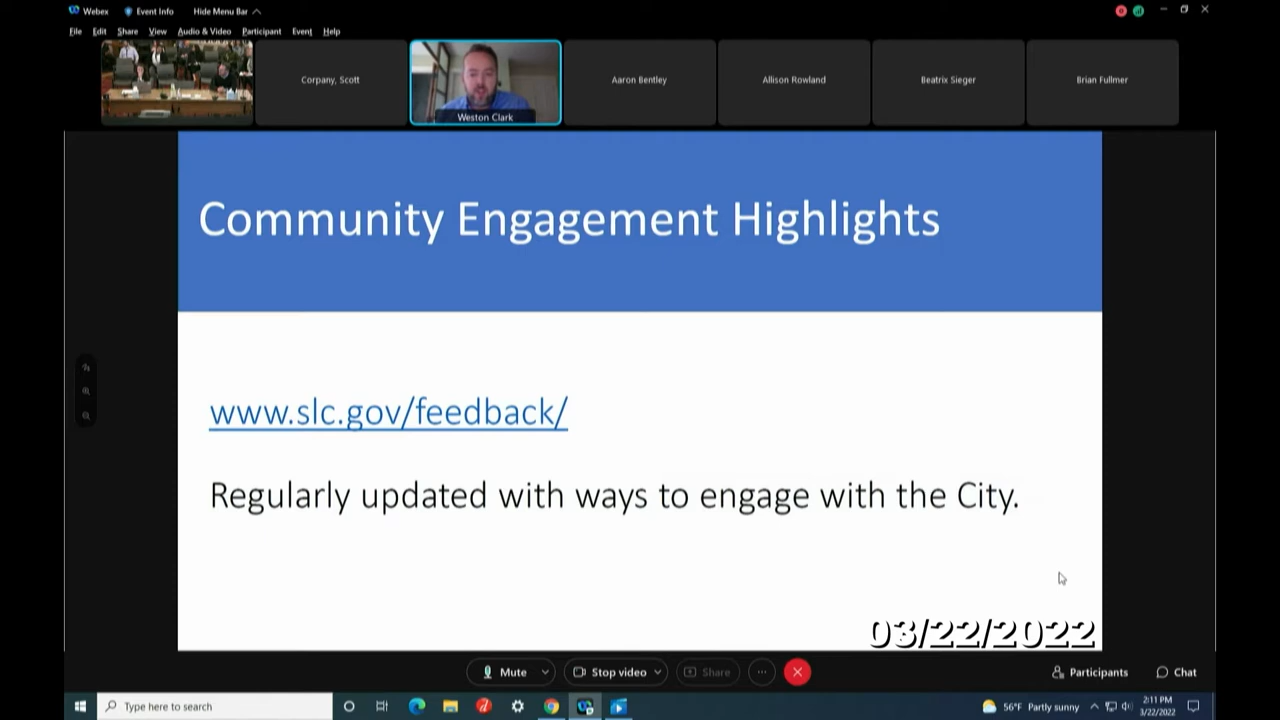 Webex Event Info Hide Menu Bar
File Edit Share View Audio & Video Participant Event Help
Corpany, Scott
Weston Clark
Aaron Bentley
Allison Rowland
Beatrix Sieger
Brian Fullmer
Community Engagement Highlights
www.slc.gov/feedback/
Regularly updated with ways to engage with the City.
03/22/2022
Mute Stop video Share Participants Chat
Type here to search
56°F Partly sunny
2:11 PM
3/22/2022